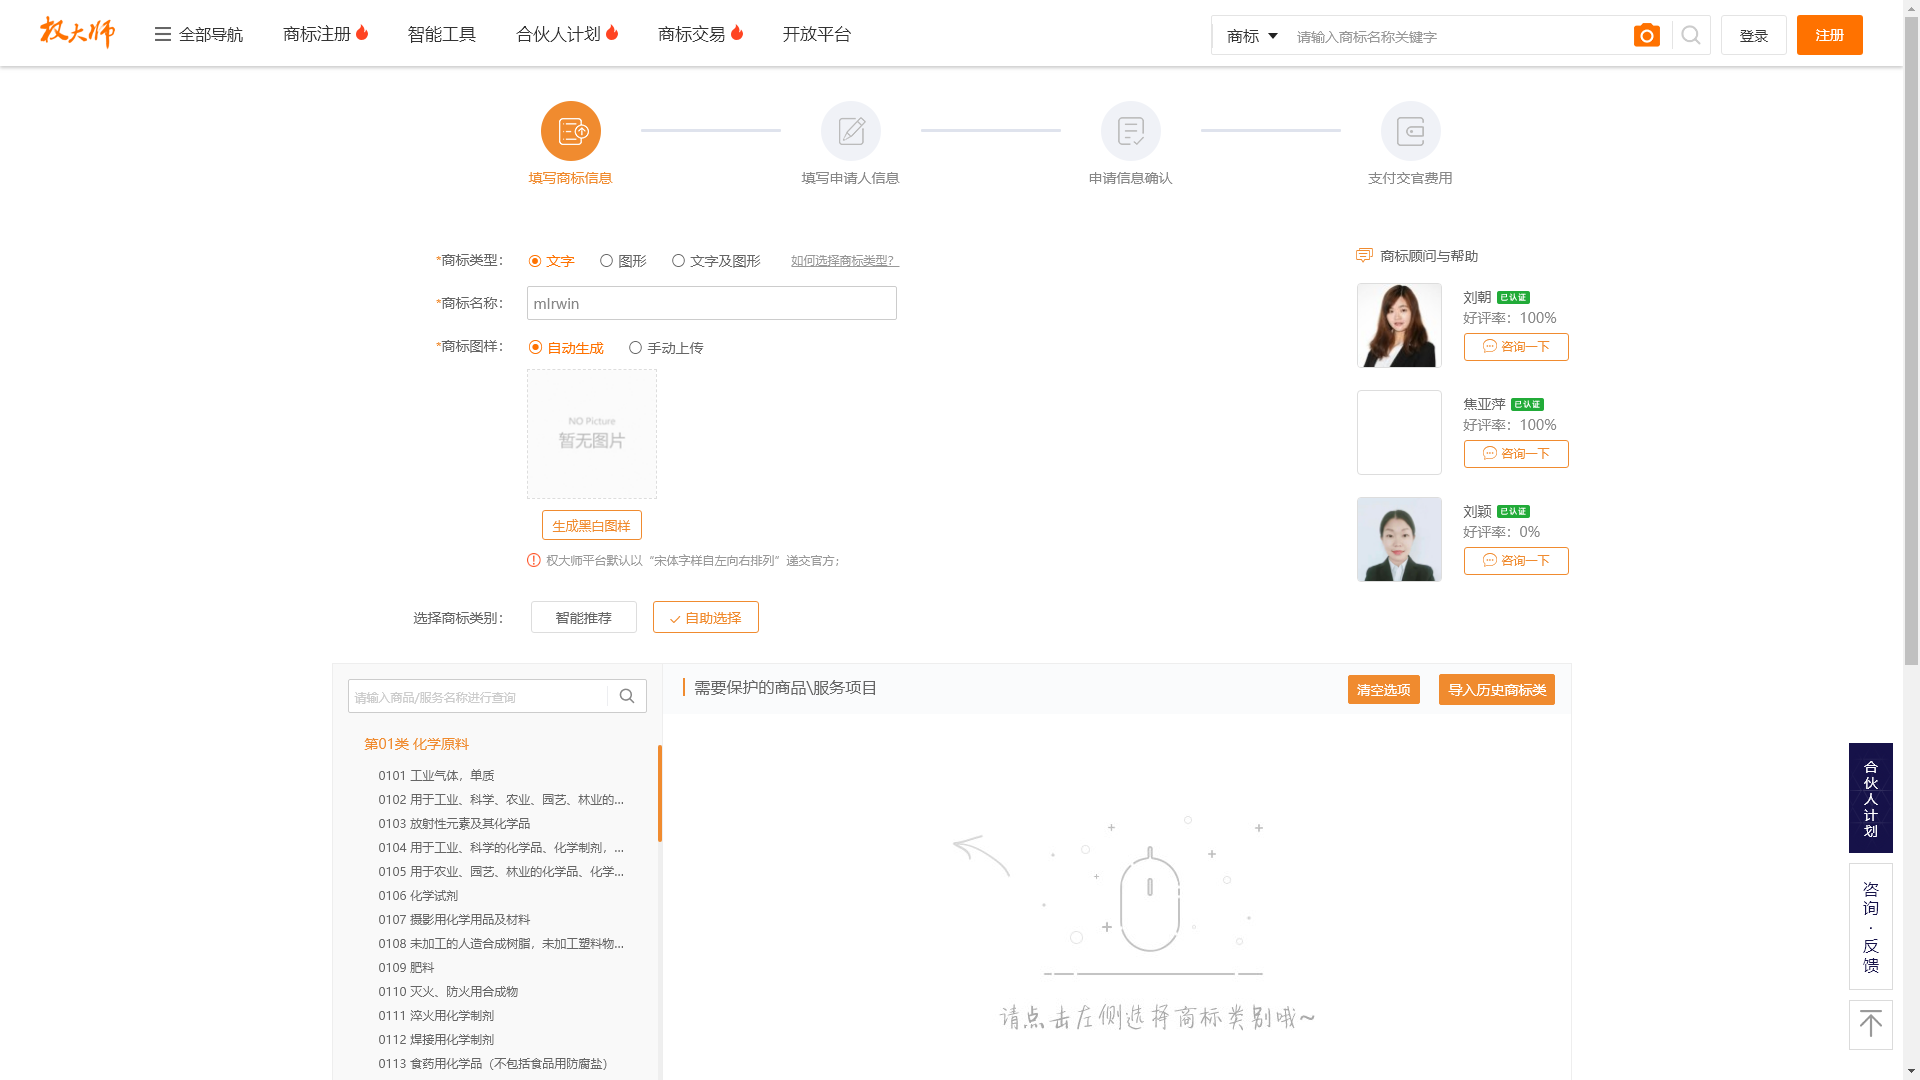 权大师
全部导航
商标注册
智能工具
合伙人计划
商标交易
开放平台
商标
请输入商标名称关键字
登录
注册
填写商标信息
填写申请人信息
申请信息确认
支付交官费用
*商标类型：
文字
图形
文字及图形
如何选择商标类型？
*商标名称：
mlrwin
*商标图样：
自动生成
手动上传
NO Picture
暂无图片
生成黑白图样
权大师平台默认以“宋体字样自左向右排列”递交官方；
选择商标类别：
智能推荐
自助选择
商标顾问与帮助
刘朝 已认证
好评率：100%
咨询一下
焦亚萍 已认证
好评率：100%
咨询一下
刘颖 已认证
好评率：0%
咨询一下
请输入商品/服务名称进行查询
第01类 化学原料
0101 工业气体，单质
0102 用于工业、科学、农业、园艺、林业的...
0103 放射性元素及其化学品
0104 用于工业、科学的化学品、化学制剂，...
0105 用于农业、园艺、林业的化学品、化学...
0106 化学试剂
0107 摄影用化学用品及材料
0108 未加工的人造合成树脂，未加工塑料物...
0109 肥料
0110 灭火、防火用合成物
0111 淬火用化学制剂
0112 焊接用化学制剂
0113 食药用化学品（不包括食品用防腐盐）
需要保护的商品\服务项目
清空选项
导入历史商标类
请点击左侧选择商标类别哦~
合伙人计划
咨询·反馈